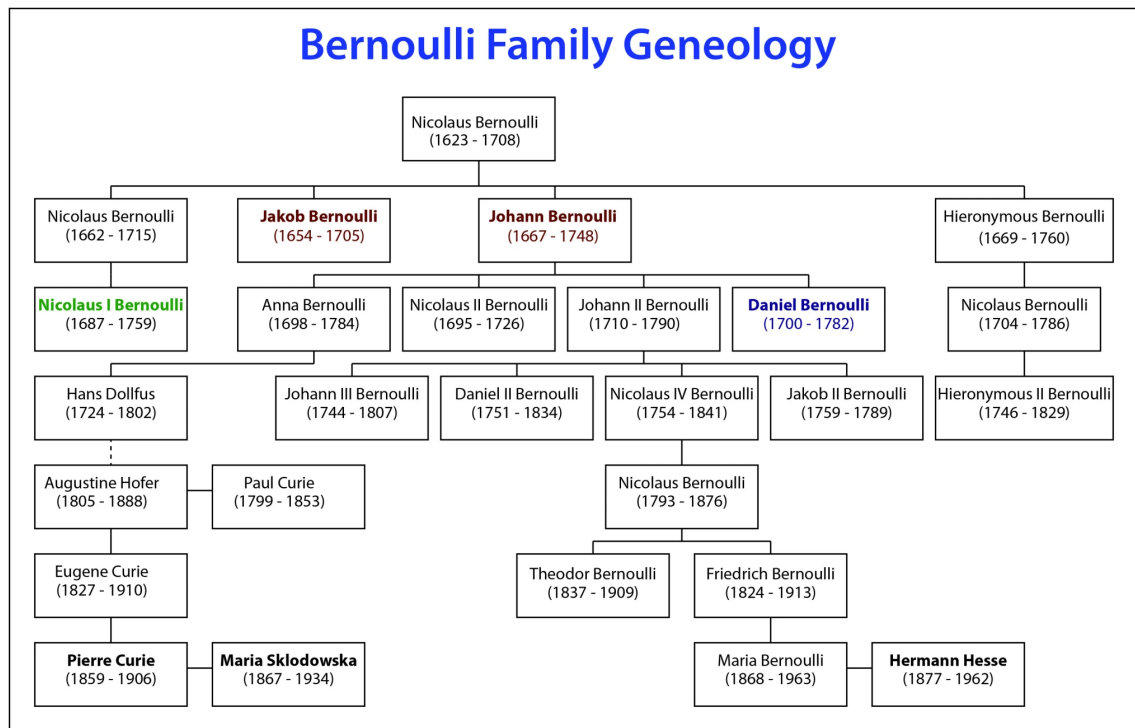 Bernoulli Family Geneology
Nicolaus Bernoulli
(1623 - 1708)
Nicolaus Bernoulli
(1662 - 1715)
Jakob Bernoulli
(1654 - 1705)
Johann Bernoulli
(1667 - 1748)
Hieronymous Bernoulli
(1669 - 1760)
Nicolaus I Bernoulli
(1687 - 1759)
Anna Bernoulli
(1698 - 1784)
Nicolaus II Bernoulli
(1695 - 1726)
Johann II Bernoulli
(1710 - 1790)
Daniel Bernoulli
(1700 - 1782)
Nicolaus Bernoulli
(1704 - 1786)
Hans Dollfus
(1724 - 1802)
Johann III Bernoulli
(1744 - 1807)
Daniel II Bernoulli
(1751 - 1834)
Nicolaus IV Bernoulli
(1754 - 1841)
Jakob II Bernoulli
(1759 - 1789)
Hieronymous II Bernoulli
(1746 - 1829)
Augustine Hofer
(1805 - 1888)
Paul Curie
(1799 - 1853)
Nicolaus Bernoulli
(1793 - 1876)
Eugene Curie
(1827 - 1910)
Theodor Bernoulli
(1837 - 1909)
Friedrich Bernoulli
(1824 - 1913)
Pierre Curie
(1859 - 1906)
Maria Sklodowska
(1867 - 1934)
Maria Bernoulli
(1868 - 1963)
Hermann Hesse
(1877 - 1962)